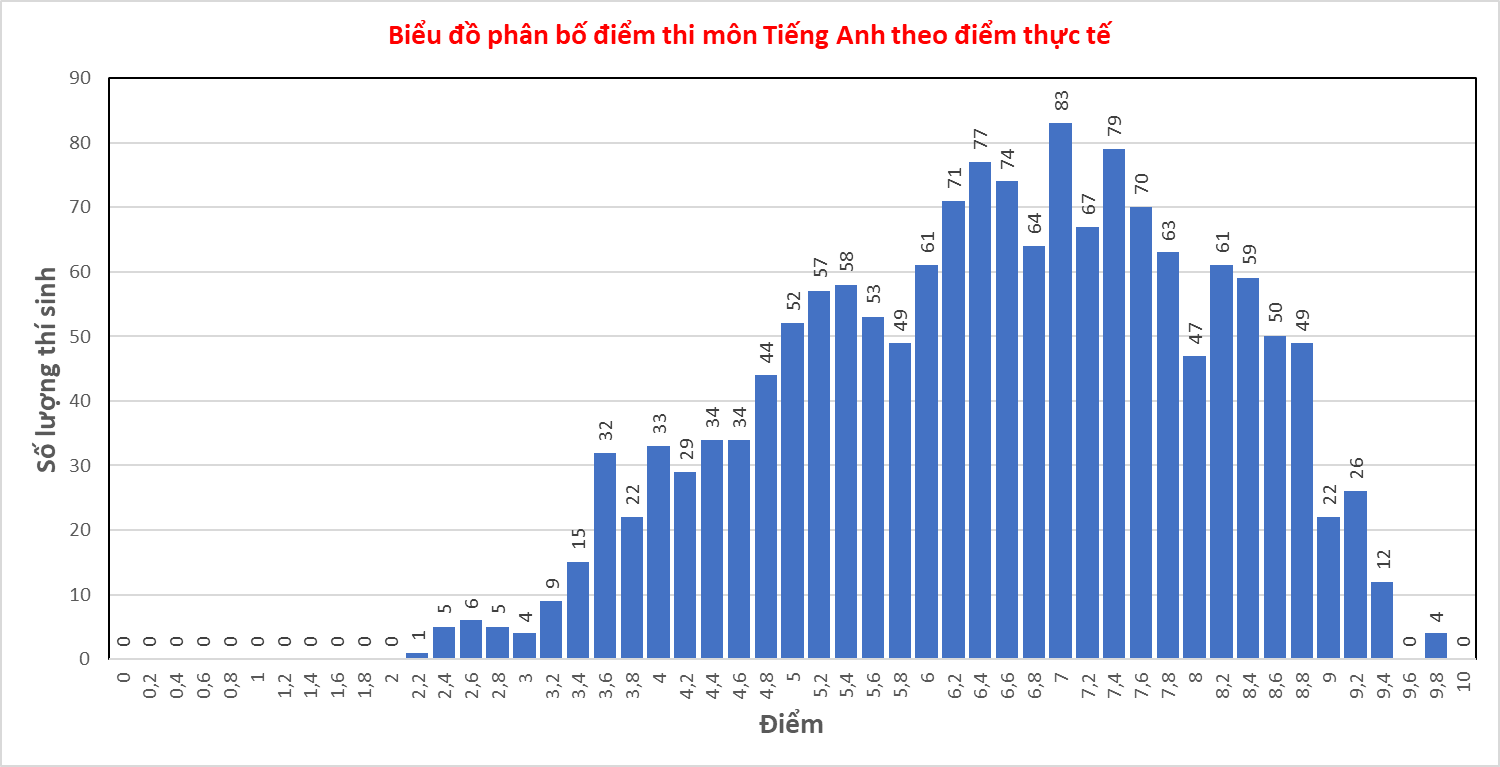 Biểu đồ phân bố điểm thi môn Tiếng Anh theo điểm thực tế
Số lượng thí sinh
90
80
70
60
50
40
30
20
10
0
0 0 0 0 0 0 0 0 0 0 0 1 5 6 5 4 9 15 32 22 33 29 34 34 44 52 57 58 53 49 61 71 77 74 64 83 67 79 70 63 47 61 59 50 49 22 26 12 0 4 0
0 0,2 0,4 0,6 0,8 1 1,2 1,4 1,6 1,8 2 2,2 2,4 2,6 2,8 3 3,2 3,4 3,6 3,8 4 4,2 4,4 4,6 4,8 5 5,2 5,4 5,6 5,8 6 6,2 6,4 6,6 6,8 7 7,2 7,4 7,6 7,8 8 8,2 8,4 8,6 8,8 9 9,2 9,4 9,6 9,8 10
Điểm